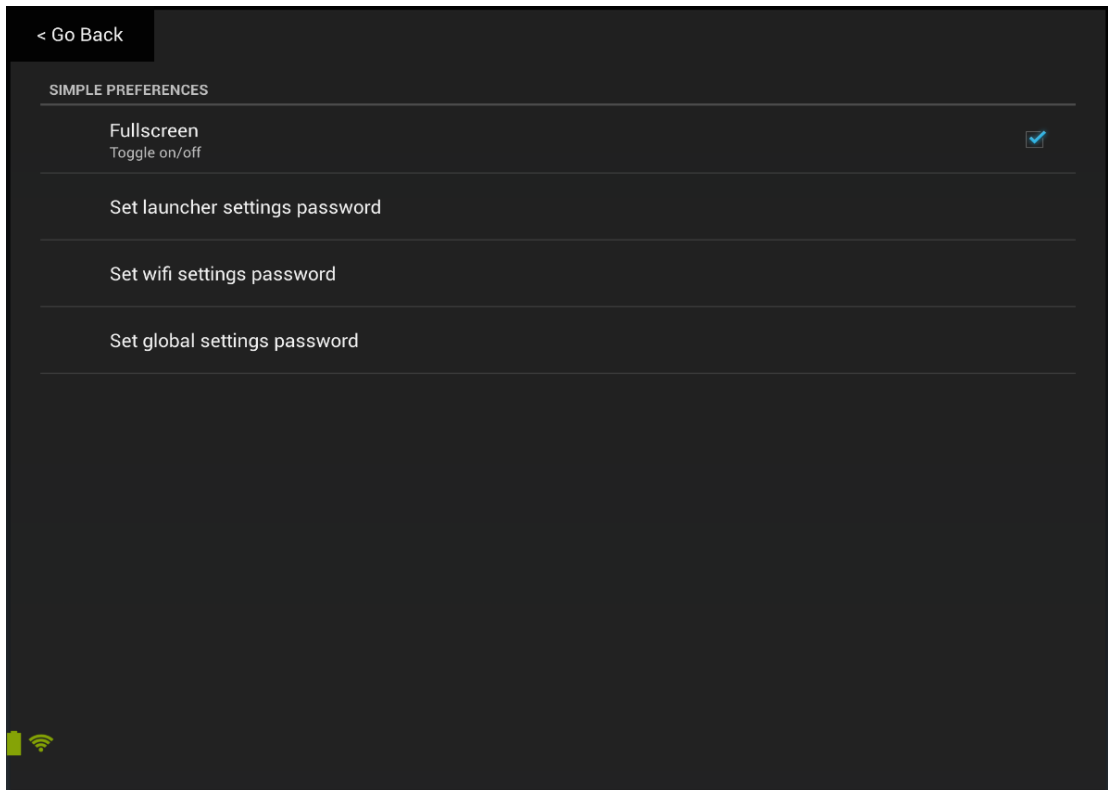 < Go Back
SIMPLE PREFERENCES
Fullscreen
Toggle on/off
Set launcher settings password
Set wifi settings password
Set global settings password